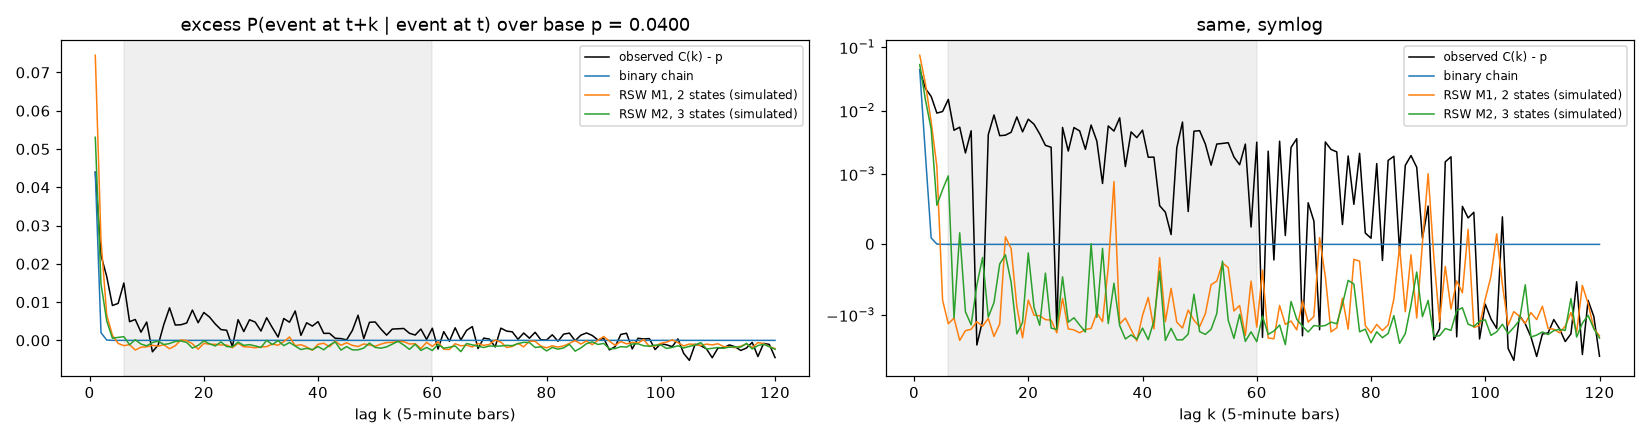 excess P(event at t+k | event at t) over base p = 0.0400
0.07
0.06
0.05
0.04
0.03
0.02
0.01
0.00
observed C(k) - p
binary chain
RSW M1, 2 states (simulated)
RSW M2, 3 states (simulated)
0 20 40 60 80 100 120
lag k (5-minute bars)
same, symlog
10⁻¹
10⁻²
10⁻³
0
−10⁻³
observed C(k) - p
binary chain
RSW M1, 2 states (simulated)
RSW M2, 3 states (simulated)
0 20 40 60 80 100 120
lag k (5-minute bars)